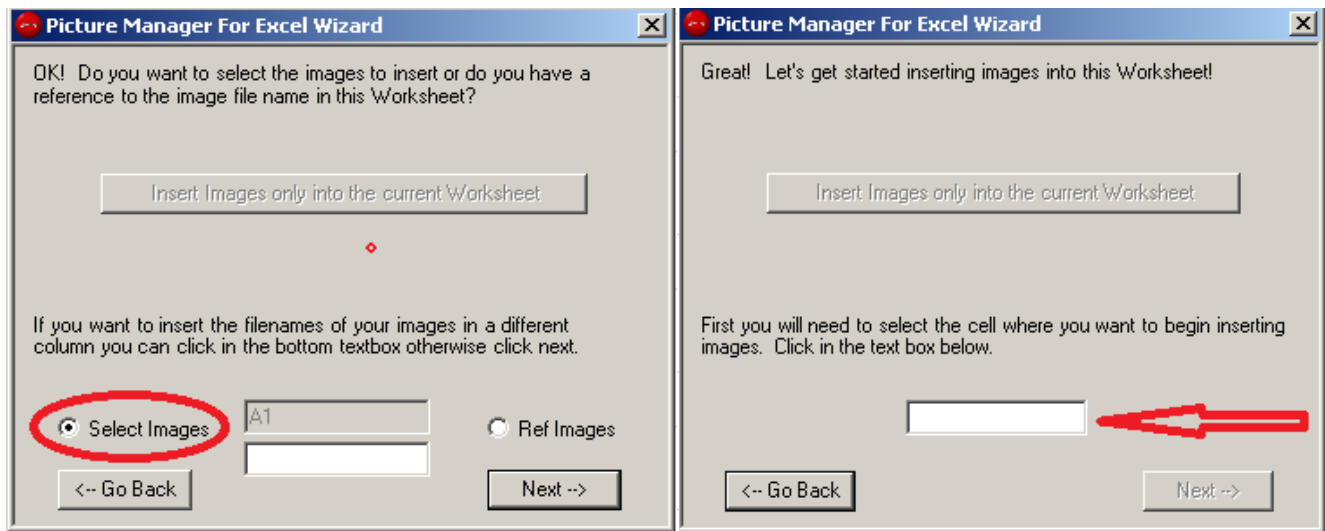 Picture Manager For Excel Wizard
OK! Do you want to select the images to insert or do you have a
reference to the image file name in this Worksheet?
Insert Images only into the current Worksheet
If you want to insert the filenames of your images in a different
column you can click in the bottom textbox otherwise click next.
Select Images
A1
Ref Images
<-- Go Back
Next -->
Picture Manager For Excel Wizard
Great! Let's get started inserting images into this Worksheet!
Insert Images only into the current Worksheet
First you will need to select the cell where you want to begin inserting
images. Click in the text box below.
<-- Go Back
Next -->